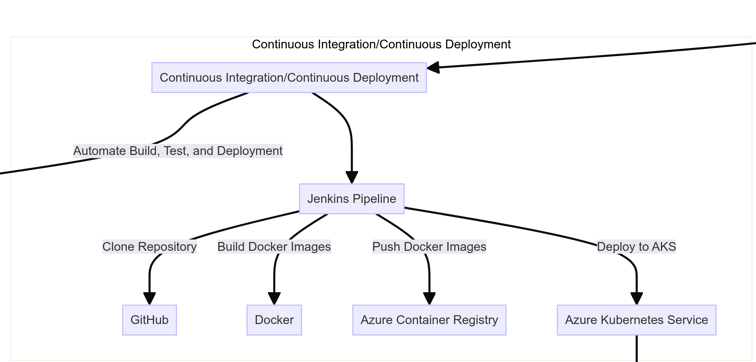 Continuous Integration/Continuous Deployment
Continuous Integration/Continuous Deployment
Automate Build, Test, and Deployment
Jenkins Pipeline
Clone Repository
Build Docker Images
Push Docker Images
Deploy to AKS
GitHub
Docker
Azure Container Registry
Azure Kubernetes Service